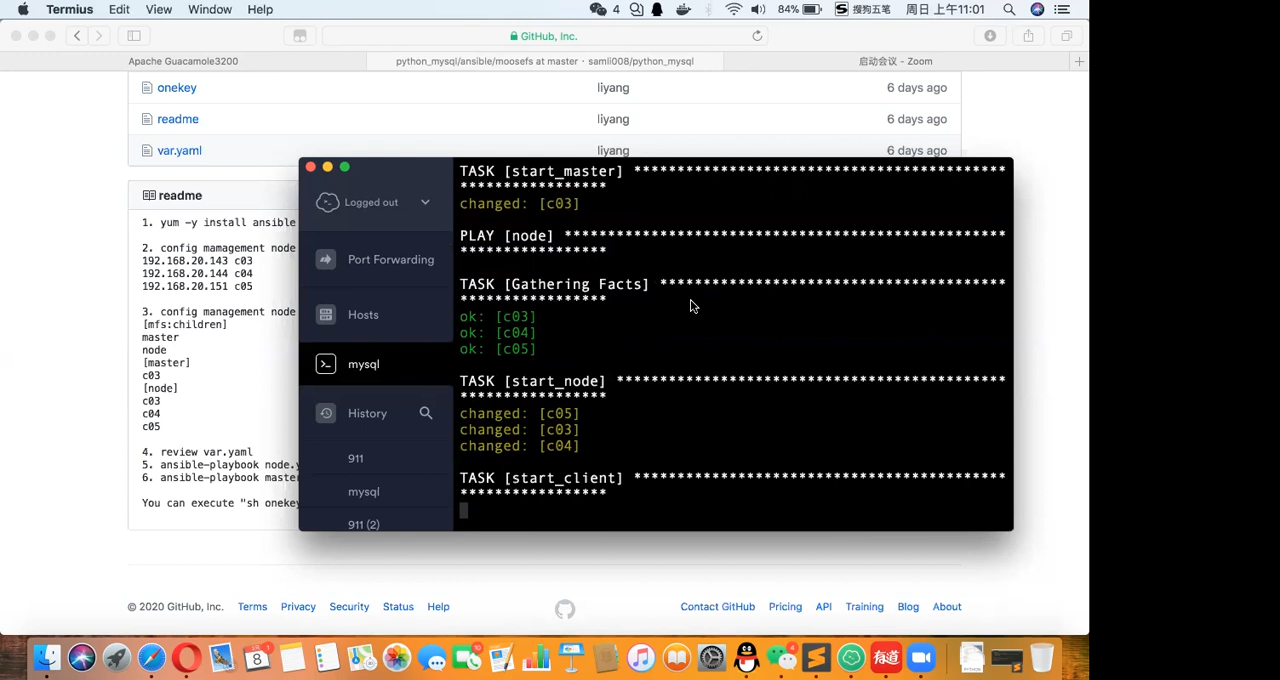 Termius Edit View Window Help 4 84% S 搜狗五笔 周日 上午11:01
GitHub, Inc.
Apache Guacamole3200 python_mysql/ansible/moosefs at master · samli008/python_mysql 启动会议 - Zoom
onekey liyang 6 days ago
readme liyang 6 days ago
var.yaml liyang 6 days ago
readme
1. yum -y install ansible
2. config mamagement node
192.168.20.143 c03
192.168.20.144 c04
192.168.20.151 c05
3. config mamagement node
[mfs:children]
master
node
[master]
c03
[node]
c03
c04
c05
4. review var.yaml
5. ansible-playbook node.y
6. ansible-playbook maste
You can execute "sh onekey
Logged out
Port Forwarding
Hosts
mysql
History
911
mysql
911 (2)
TASK [start_master] *******************************************
*****************
changed: [c03]
PLAY [node] ***************************************************
*****************
TASK [Gathering Facts] ****************************************
*****************
ok: [c03]
ok: [c04]
ok: [c05]
TASK [start_node] *********************************************
*****************
changed: [c05]
changed: [c03]
changed: [c04]
TASK [start_client] *******************************************
*****************
© 2020 GitHub, Inc. Terms Privacy Security Status Help Contact GitHub Pricing API Training Blog About
8
有道